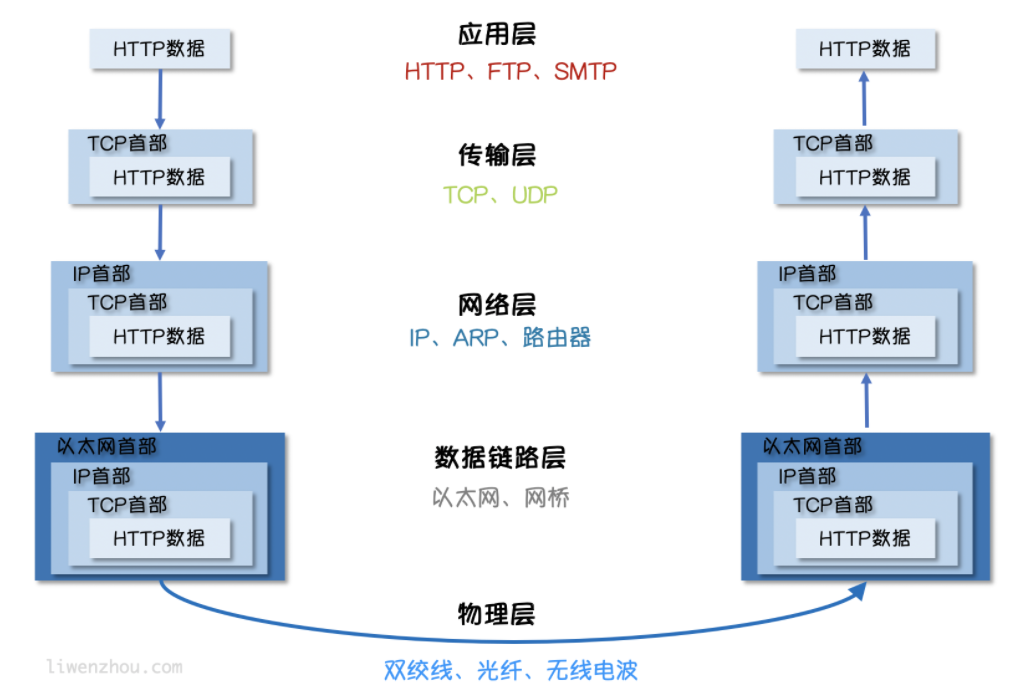 应用层
HTTP、FTP、SMTP
HTTP数据
HTTP数据
TCP首部
HTTP数据
传输层
TCP、UDP
TCP首部
HTTP数据
IP首部
TCP首部
HTTP数据
网络层
IP、ARP、路由器
IP首部
TCP首部
HTTP数据
以太网首部
IP首部
TCP首部
HTTP数据
数据链路层
以太网、网桥
以太网首部
IP首部
TCP首部
HTTP数据
物理层
双绞线、光纤、无线电波
liwenzhou.com